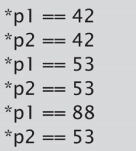 *p1 == 42
*p2 == 42
*p1 == 53
*p2 == 53
*p1 == 88
*p2 == 53